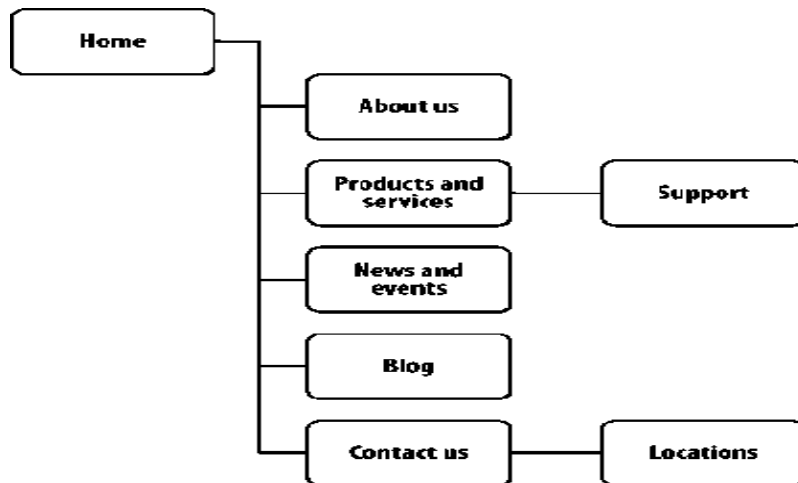 Home
About us
Products and
services
Support
News and
events
Blog
Contact us
Locations